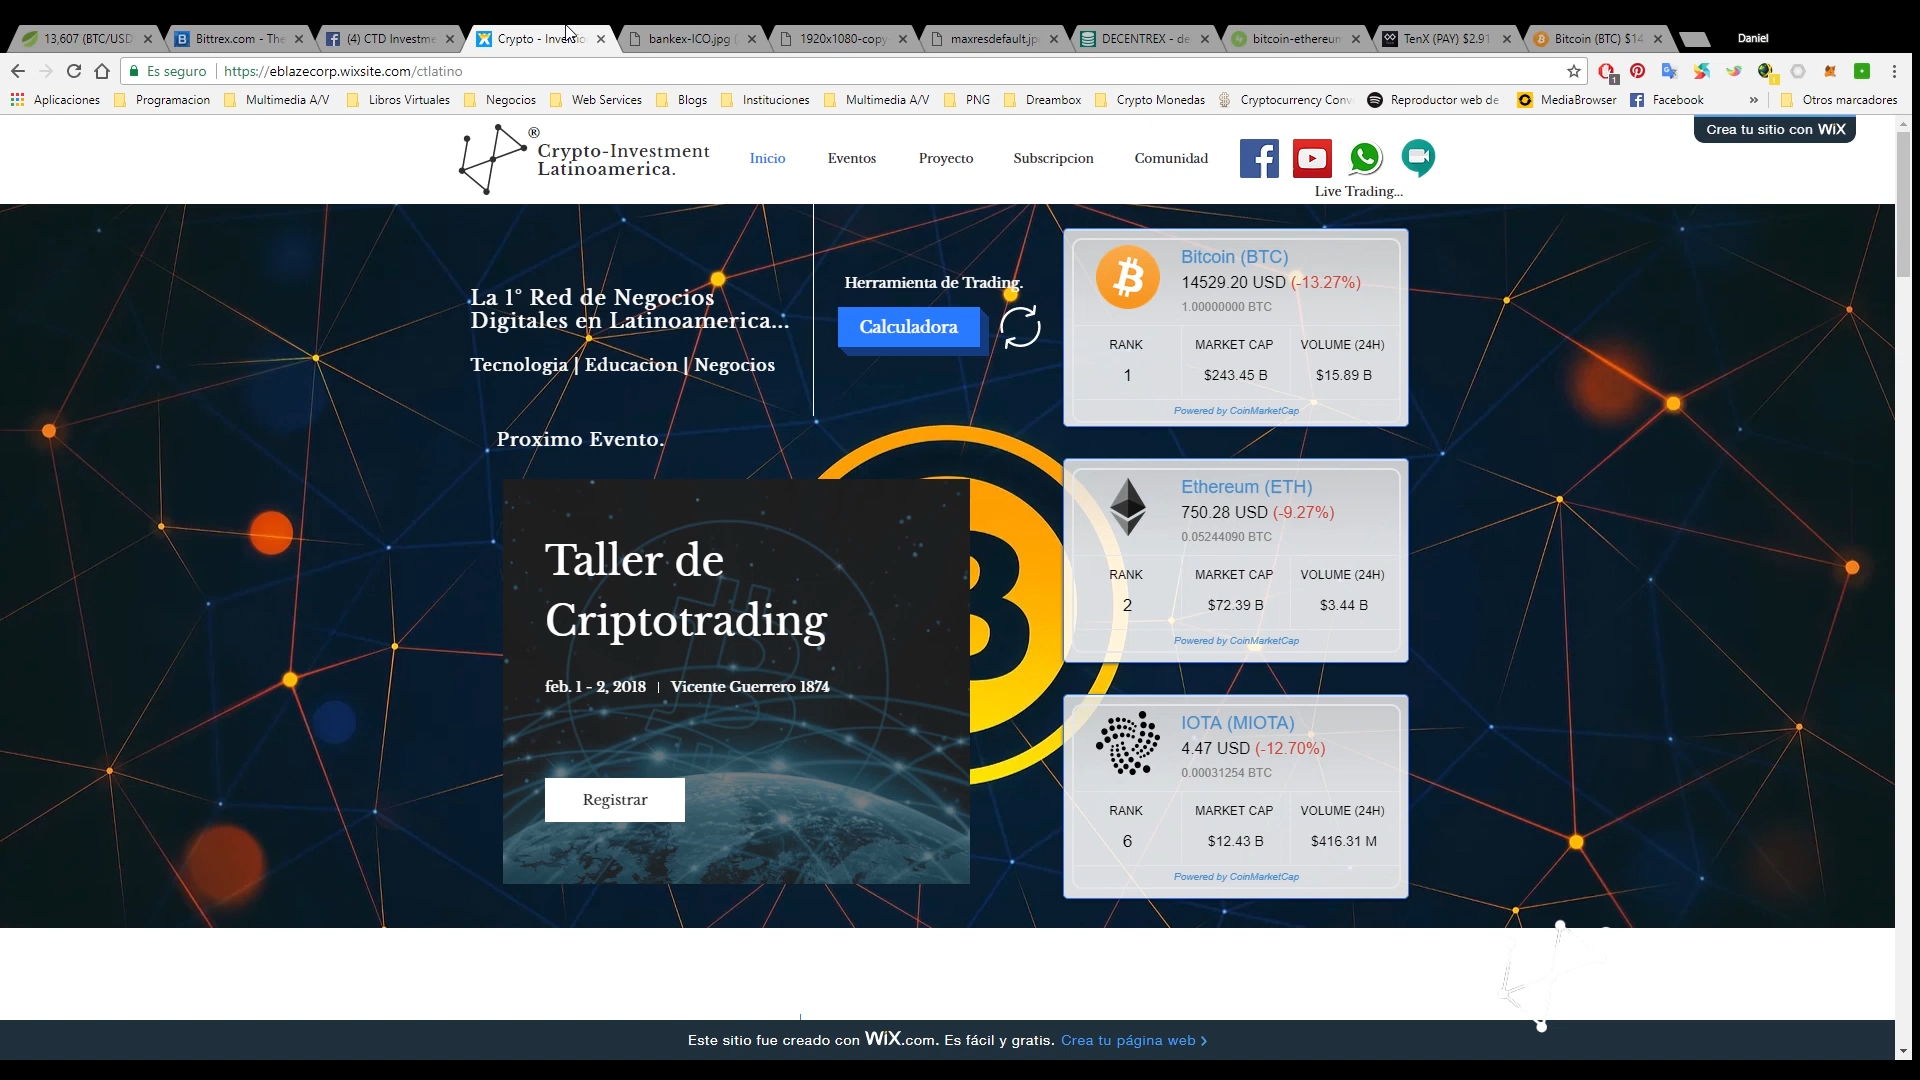 13,607 (BTC/USD
Bittrex.com - The
(4) CTD Investme
Crypto - Inversio
bankex-ICO.jpg (
1920x1080-copy
maxresdefault.jp
DECENTREX - de
bitcoin-ethereum
TenX (PAY) $2.91
Bitcoin (BTC) $14
Daniel
Es seguro
https://eblazecorp.wixsite.com/ctlatino
Aplicaciones
Programacion
Multimedia A/V
Libros Virtuales
Negocios
Web Services
Blogs
Instituciones
Multimedia A/V
PNG
Dreambox
Crypto Monedas
Cryptocurrency Conv
Reproductor web de
MediaBrowser
Facebook
»
Otros marcadores
Crea tu sitio con WiX
®
Crypto-Investment
Latinoamerica.
Inicio
Eventos
Proyecto
Subscripcion
Comunidad
Live Trading...
La 1° Red de Negocios
Digitales en Latinoamerica...
Tecnologia | Educacion | Negocios
Herramienta de Trading.
Calculadora
Proximo Evento.
Taller de
Criptotrading
feb. 1 - 2, 2018 | Vicente Guerrero 1874
Registrar
Bitcoin (BTC)
14529.20 USD (-13.27%)
1.00000000 BTC
RANK MARKET CAP VOLUME (24H)
1 $243.45 B $15.89 B
Powered by CoinMarketCap
Ethereum (ETH)
750.28 USD (-9.27%)
0.05244090 BTC
RANK MARKET CAP VOLUME (24H)
2 $72.39 B $3.44 B
Powered by CoinMarketCap
IOTA (MIOTA)
4.47 USD (-12.70%)
0.00031254 BTC
RANK MARKET CAP VOLUME (24H)
6 $12.43 B $416.31 M
Powered by CoinMarketCap
Este sitio fue creado con WiX.com. Es fácil y gratis. Crea tu página web >